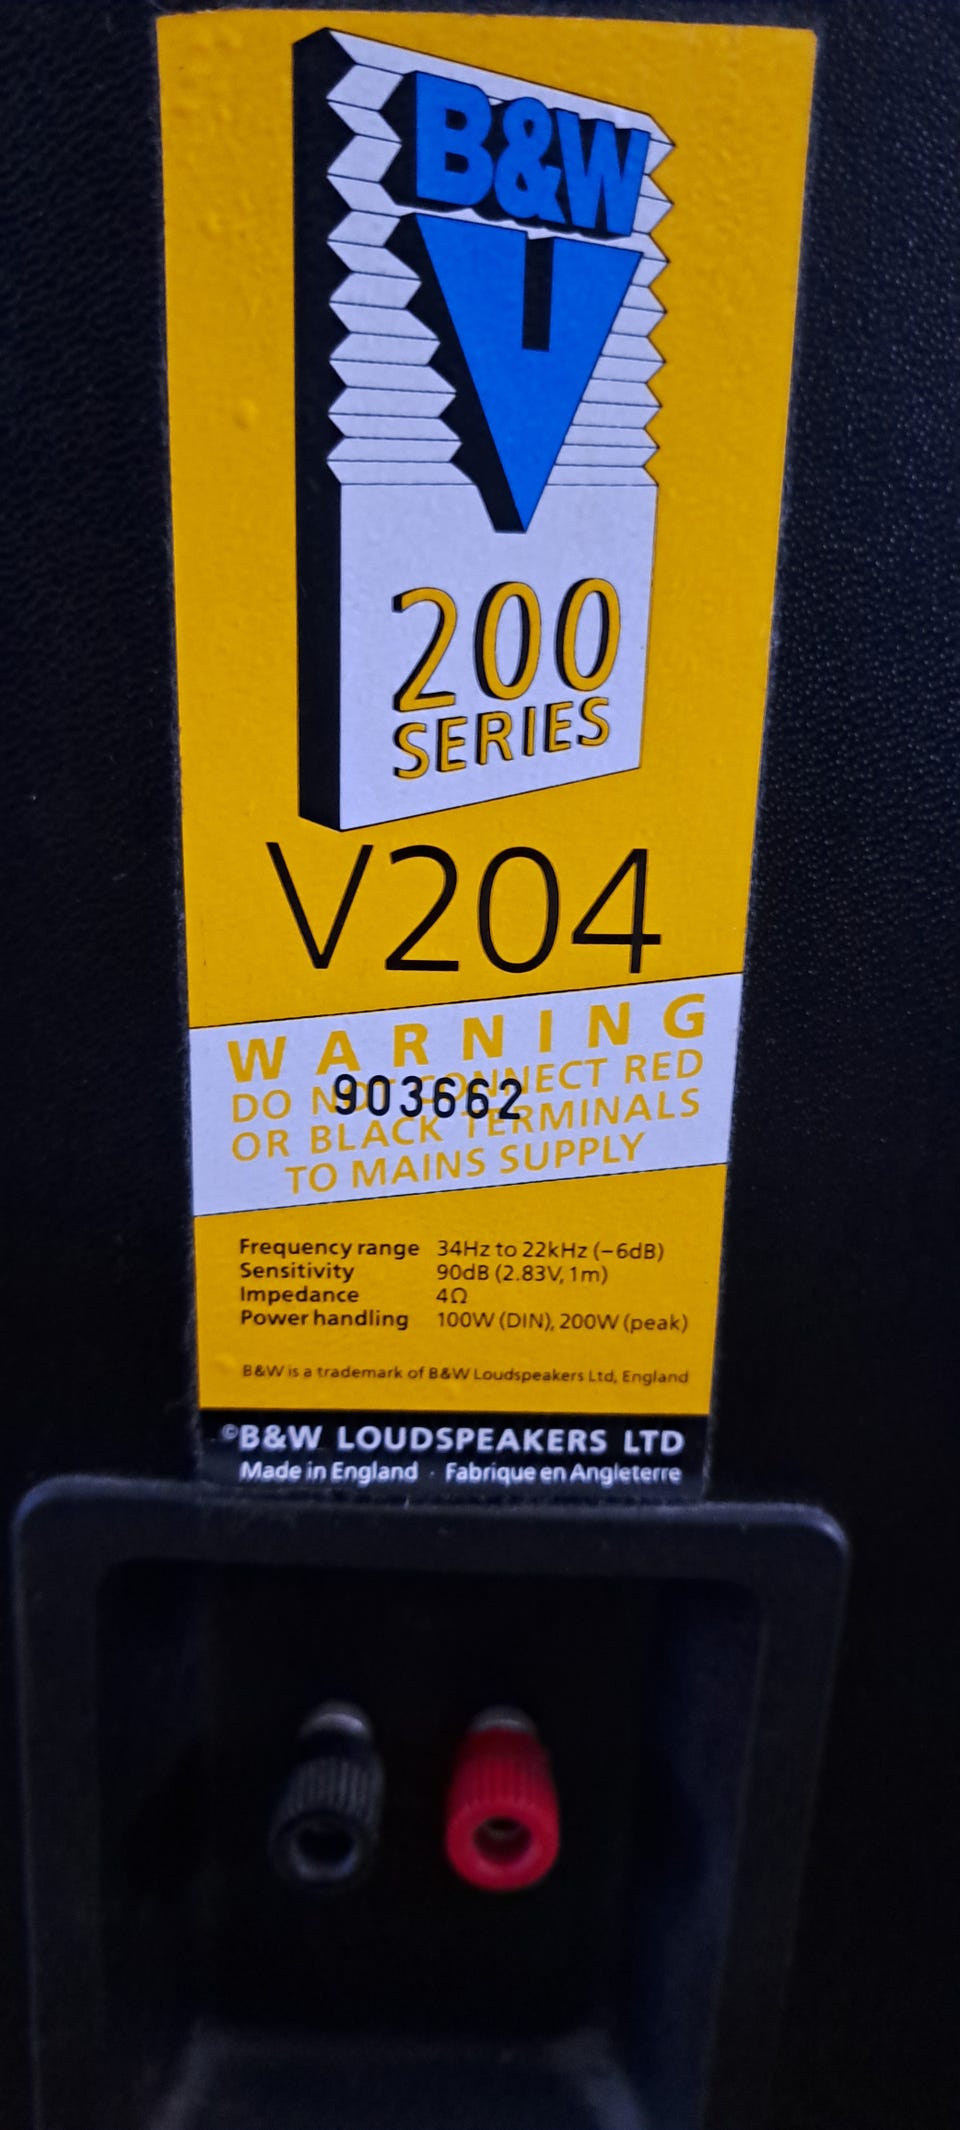 B&W
200
SERIES
V204
WARNING
DO NOT CONNECT RED
903662
OR BLACK TERMINALS
TO MAINS SUPPLY
Frequency range 34Hz to 22kHz (−6dB)
Sensitivity 90dB (2.83V, 1m)
Impedance 4Ω
Power handling 100W (DIN), 200W (peak)
B&W is a trademark of B&W Loudspeakers Ltd, England
©B&W LOUDSPEAKERS LTD
Made in England · Fabrique en Angleterre